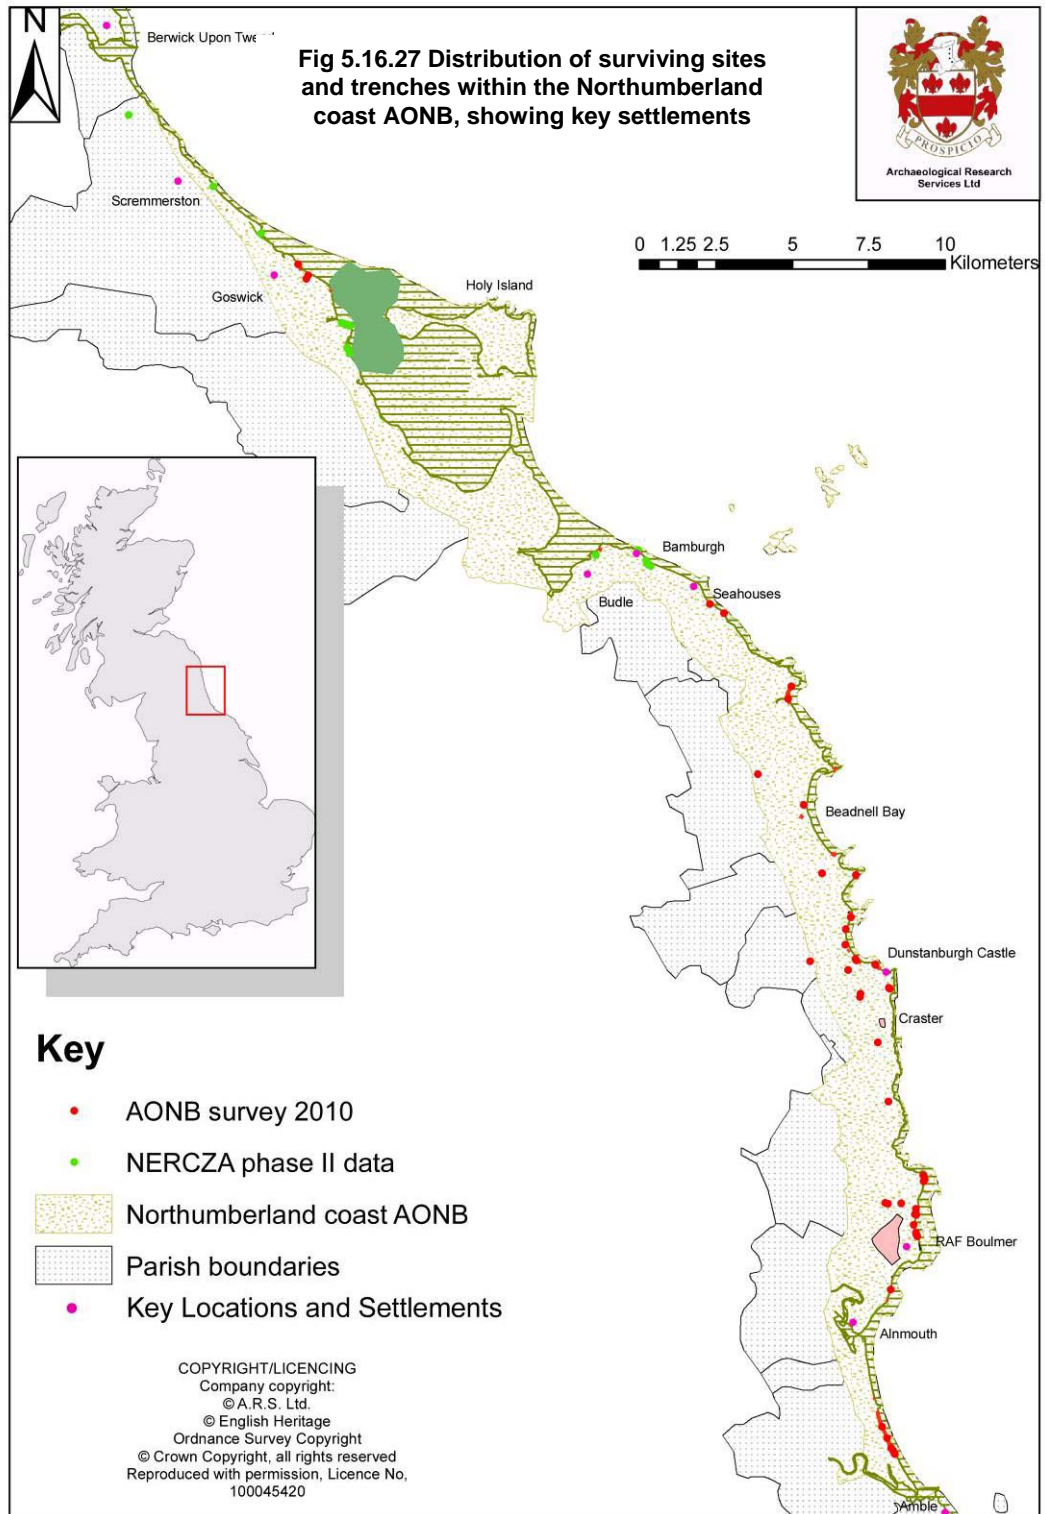 N
Berwick Upon
Fig 5.16.27 Distribution of surviving sites
and trenches within the Northumberland
coast AONB, showing key settlements
PROSPICIO
Archaeological Research
Services Ltd
Scremmerston
0 1.25 2.5 5 7.5 10
Kilometers
Goswick
Holy Island
Bamburgh
Seahouses
Budle
Beadnell Bay
Dunstanburgh Castle
Craster
RAF Boulmer
Alnmouth
Amble
Key
AONB survey 2010
NERCZA phase II data
Northumberland coast AONB
Parish boundaries
Key Locations and Settlements
COPYRIGHT/LICENCING
Company copyright:
© A.R.S. Ltd.
© English Heritage
Ordnance Survey Copyright
© Crown Copyright, all rights reserved
Reproduced with permission, Licence No,
100045420